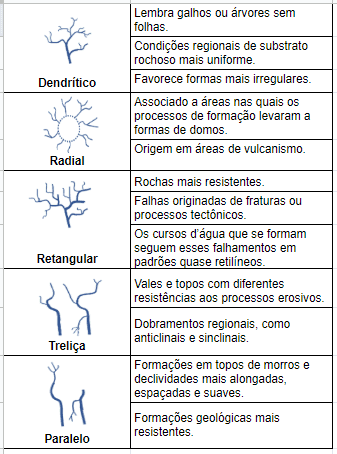 Lembra galhos ou árvores sem
folhas.
Condições regionais de substrato
rochoso mais uniforme.
Favorece formas mais irregulares.
Dendrítico
Associado a áreas nas quais os
processos de formação levaram a
formas de domos.
Origem em áreas de vulcanismo.
Radial
Rochas mais resistentes.
Falhas originadas de fraturas ou
processos tectônicos.
Os cursos d'água que se formam
seguem esses falhamentos em
padrões quase retilíneos.
Retangular
Vales e topos com diferentes
resistências aos processos erosivos.
Dobramentos regionais, como
anticlinais e sinclinais.
Treliça
Formações em topos de morros e
declividades mais alongadas,
espaçadas e suaves.
Formações geológicas mais
resistentes.
Paralelo